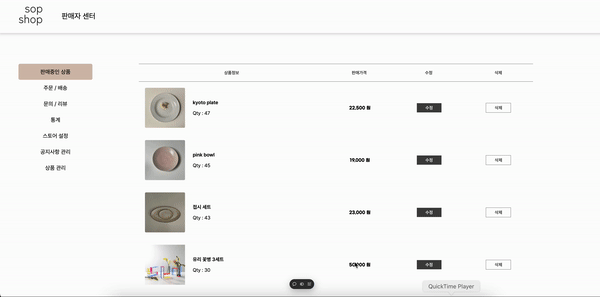 sop
shop
판매자 센터
판매중인 상품
주문 / 배송
문의 / 리뷰
통계
스토어 설정
공지사항 관리
상품 관리
상품정보 판매가격 수정 삭제
kyoto plate
Qty : 47
22,500 원 수정 삭제
pink bowl
Qty : 45
19,000 원 수정 삭제
접시 세트
Qty : 43
23,000 원 수정 삭제
유리 꽃병 3세트
Qty : 30
50,000 원 수정 삭제
QuickTime Player